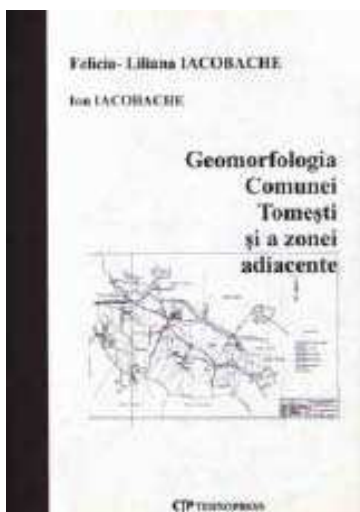 Felicia- Liliana IACOBACHE
Ion IACOBACHE
Geomorfologia
Comunei
Tomești
și a zonei
adiacente
TEHNOPRESS